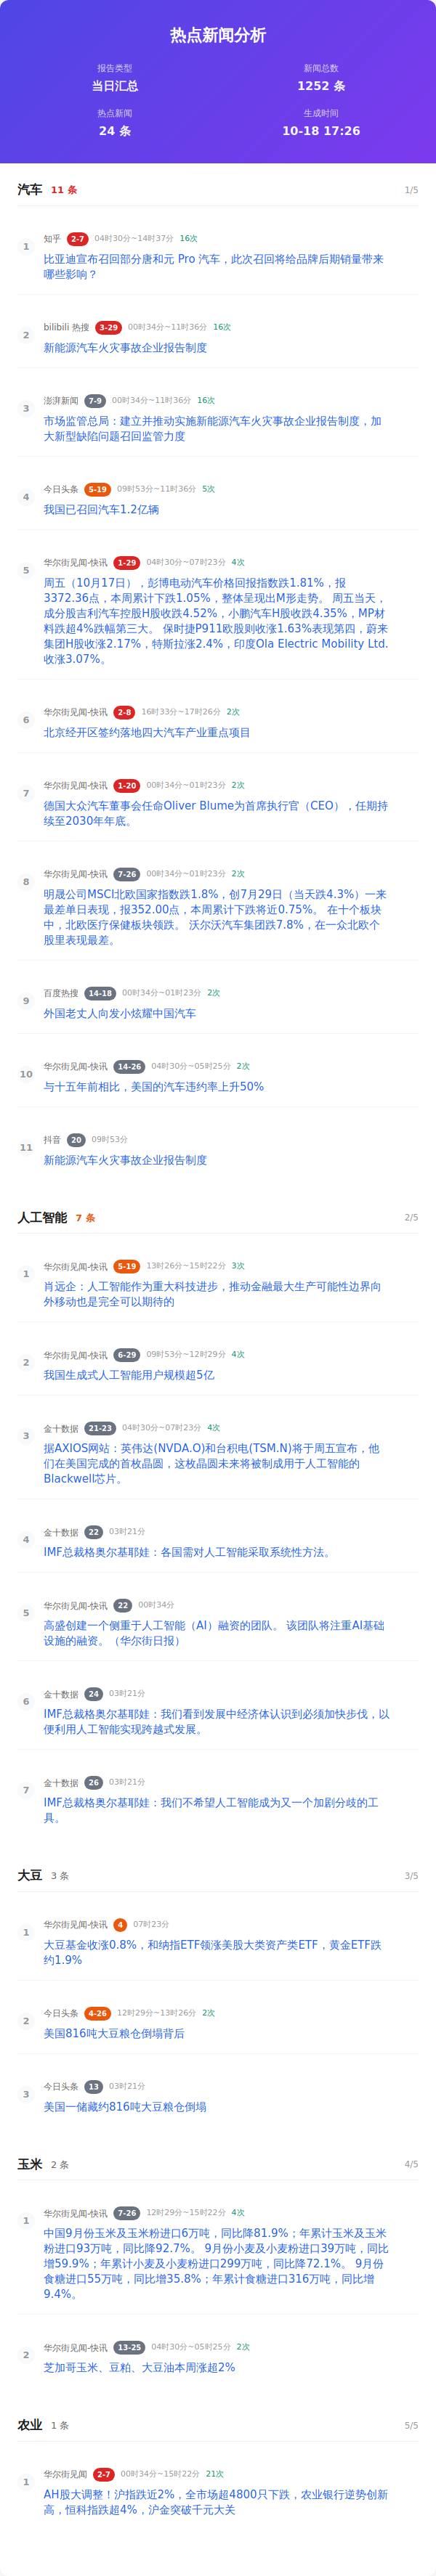 热点新闻分析
报告类型
当日汇总
新闻总数
1252 条
热点新闻
24 条
生成时间
10-18 17:26
汽车 11 条 1/5
1 知乎 2-7 04时30分~14时37分 16次
比亚迪宣布召回部分唐和元 Pro 汽车，此次召回将给品牌后期销量带来
哪些影响？
2 bilibili 热搜 3-29 00时34分~11时36分 16次
新能源汽车火灾事故企业报告制度
3 澎湃新闻 7-9 00时34分~11时36分 16次
市场监管总局：建立并推动实施新能源汽车火灾事故企业报告制度，加
大新型缺陷问题召回监管力度
4 今日头条 5-19 09时53分~11时36分 5次
我国已召回汽车1.2亿辆
5 华尔街见闻-快讯 1-29 04时30分~07时23分 4次
周五（10月17日），彭博电动汽车价格回报指数跌1.81%，报
3372.36点，本周累计下跌1.05%，整体呈现出M形走势。 周五当天，
成分股吉利汽车控股H股收跌4.52%，小鹏汽车H股收跌4.35%，MP材
料跌超4%跌幅第三大。 保时捷P911欧股则收涨1.63%表现第四，蔚来
集团H股收涨2.17%，特斯拉涨2.4%，印度Ola Electric Mobility Ltd.
收涨3.07%。
6 华尔街见闻-快讯 2-8 16时33分~17时26分 2次
北京经开区签约落地四大汽车产业重点项目
7 华尔街见闻-快讯 1-20 00时34分~01时23分 2次
德国大众汽车董事会任命Oliver Blume为首席执行官（CEO），任期持
续至2030年年底。
8 华尔街见闻-快讯 7-26 00时34分~01时23分 2次
明晟公司MSCI北欧国家指数跌1.8%，创7月29日（当天跌4.3%）一来
最差单日表现，报352.00点，本周累计下跌将近0.75%。 在十个板块
中，北欧医疗保健板块领跌。 沃尔沃汽车集团跌7.8%，在一众北欧个
股里表现最差。
9 百度热搜 14-18 00时34分~01时23分 2次
外国老丈人向发小炫耀中国汽车
10 华尔街见闻-快讯 14-26 04时30分~05时25分 2次
与十五年前相比，美国的汽车违约率上升50%
11 抖音 20 09时53分
新能源汽车火灾事故企业报告制度
人工智能 7 条 2/5
1 华尔街见闻-快讯 5-19 13时26分~15时22分 3次
肖远企：人工智能作为重大科技进步，推动金融最大生产可能性边界向
外移动也是完全可以期待的
2 华尔街见闻-快讯 6-29 09时53分~12时29分 4次
我国生成式人工智能用户规模超5亿
3 金十数据 21-23 04时30分~07时23分 4次
据AXIOS网站：英伟达(NVDA.O)和台积电(TSM.N)将于周五宣布，他
们在美国完成的首枚晶圆，这枚晶圆未来将被制成用于人工智能的
Blackwell芯片。
4 金十数据 22 03时21分
IMF总裁格奥尔基耶娃：各国需对人工智能采取系统性方法。
5 华尔街见闻-快讯 22 00时34分
高盛创建一个侧重于人工智能（AI）融资的团队。 该团队将注重AI基础
设施的融资。（华尔街日报）
6 金十数据 24 03时21分
IMF总裁格奥尔基耶娃：我们看到发展中经济体认识到必须加快步伐，以
便利用人工智能实现跨越式发展。
7 金十数据 26 03时21分
IMF总裁格奥尔基耶娃：我们不希望人工智能成为又一个加剧分歧的工
具。
大豆 3 条 3/5
1 华尔街见闻-快讯 4 07时23分
大豆基金收涨0.8%，和纳指ETF领涨美股大类资产类ETF，黄金ETF跌
约1.9%
2 今日头条 4-26 12时29分~13时26分 2次
美国816吨大豆粮仓倒塌背后
3 今日头条 13 03时21分
美国一储藏约816吨大豆粮仓倒塌
玉米 2 条 4/5
1 华尔街见闻-快讯 7-26 12时29分~15时22分 4次
中国9月份玉米及玉米粉进口6万吨，同比降81.9%；年累计玉米及玉米
粉进口93万吨，同比降92.7%。 9月份小麦及小麦粉进口39万吨，同比
增59.9%；年累计小麦及小麦粉进口299万吨，同比降72.1%。 9月份
食糖进口55万吨，同比增35.8%；年累计食糖进口316万吨，同比增
9.4%。
2 华尔街见闻-快讯 13-25 04时30分~05时25分 2次
芝加哥玉米、豆粕、大豆油本周涨超2%
农业 1 条 5/5
1 华尔街见闻 2-7 00时34分~15时22分 21次
AH股大调整！沪指跌近2%，全市场超4800只下跌，农业银行逆势创新
高，恒科指跌超4%，沪金突破千元大关